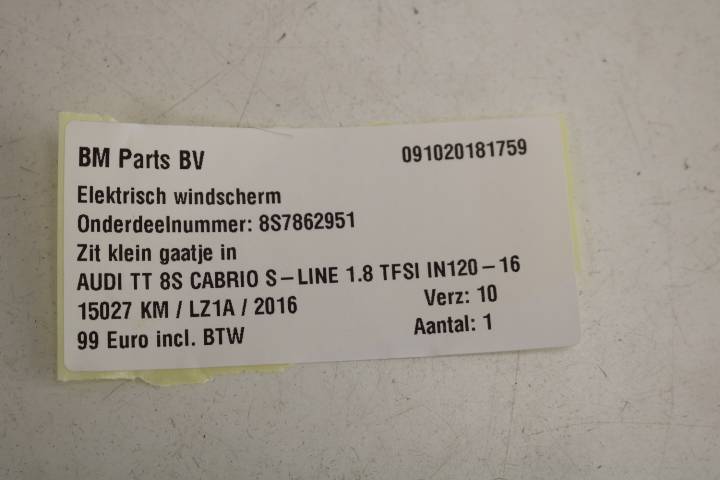 BM Parts BV 091020181759
Elektrisch windscherm
Onderdeelnummer: 8S7862951
Zit klein gaatje in
AUDI TT 8S CABRIO S-LINE 1.8 TFSI IN120-16
15027 KM / LZ1A / 2016 Verz: 10
99 Euro incl. BTW Aantal: 1